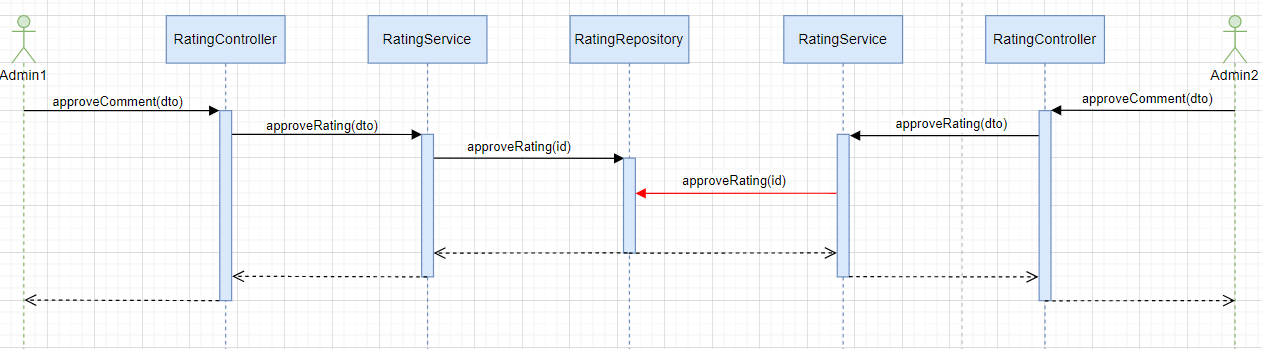 RatingController
RatingService
RatingRepository
RatingService
RatingController
Admin1
Admin2
approveComment(dto)
approveComment(dto)
approveRating(dto)
approveRating(dto)
approveRating(id)
approveRating(id)